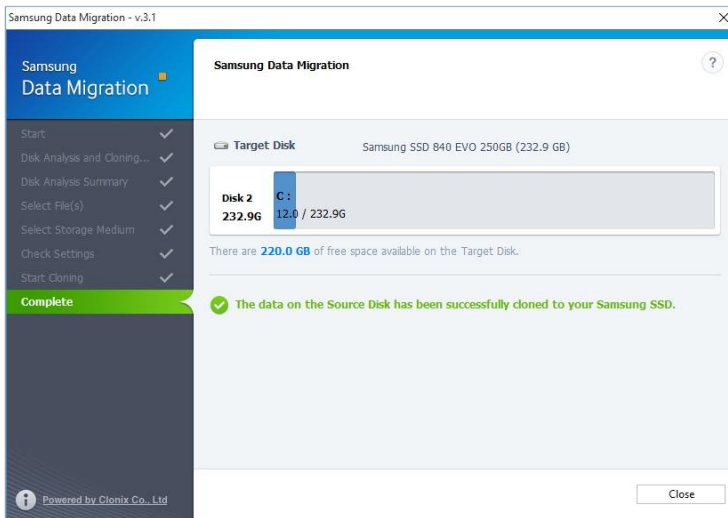 Samsung Data Migration - v.3.1
Samsung
Data Migration
Samsung Data Migration
?
Start
Disk Analysis and Cloning...
Disk Analysis Summary
Select File(s)
Select Storage Medium
Check Settings
Start Cloning
Complete
Target Disk
Samsung SSD 840 EVO 250GB (232.9 GB)
Disk 2
232.9G
C :
12.0 / 232.9G
There are 220.0 GB of free space available on the Target Disk.
The data on the Source Disk has been successfully cloned to your Samsung SSD.
Powered by Clonix Co., Ltd
Close